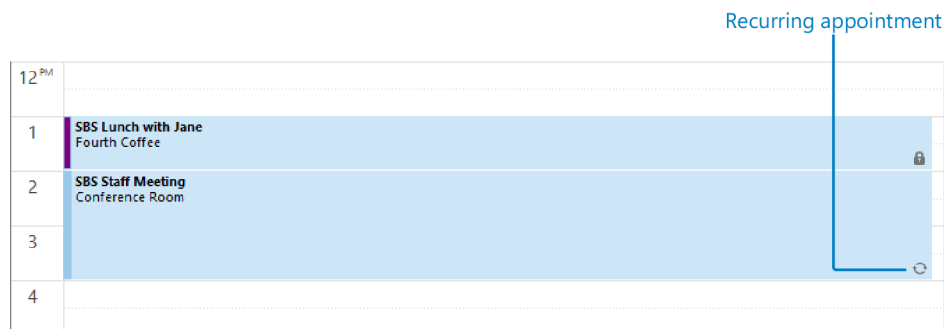 Recurring appointment
12 PM
1
SBS Lunch with Jane
Fourth Coffee
2
SBS Staff Meeting
Conference Room
3
4